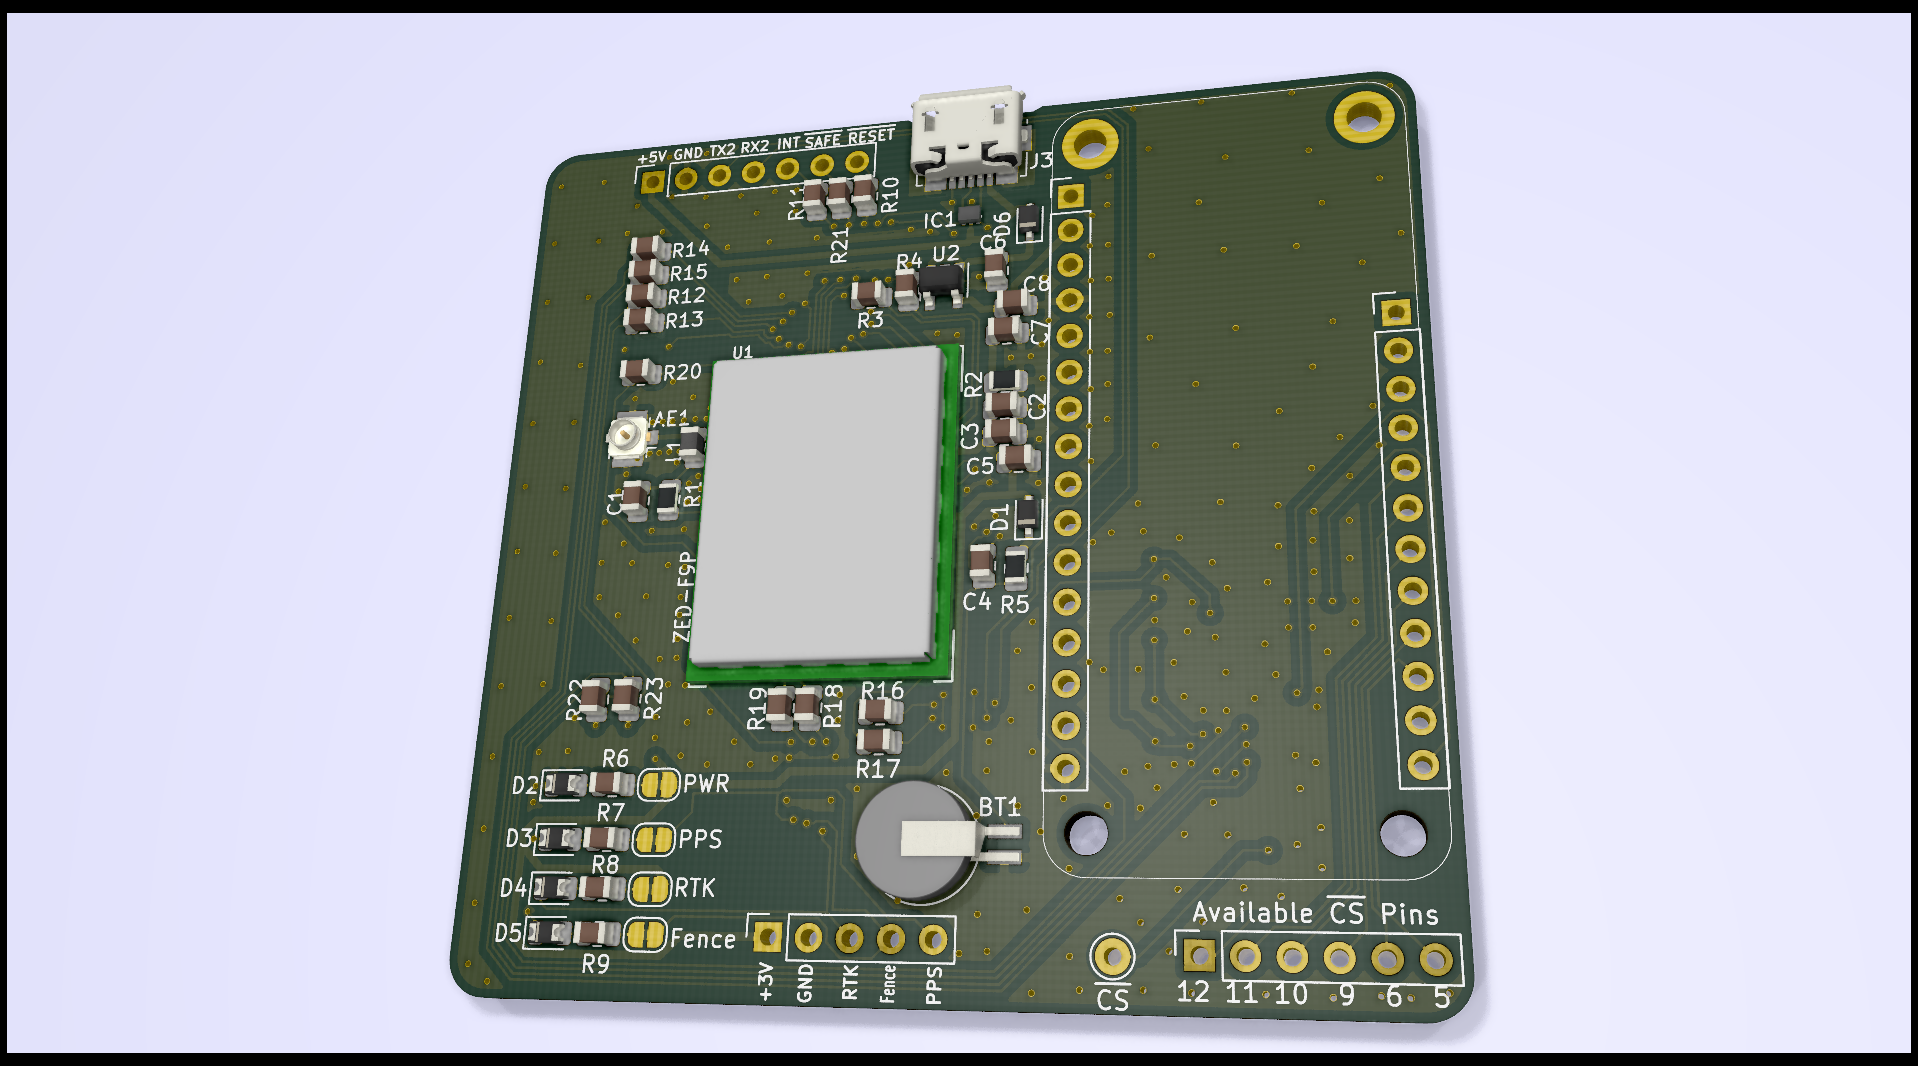 +5V GND TX2 RX2 INT SAFE RESET
J3
R11 R21 R10
IC1 D6
R14
R15
R12
R13
R4 U2 C6
R3
C8
C7
U1
R20
R2
C2
AE1
L1
C3
C5
C1 R1
D1
ZED-F9P
C4 R5
R22 R23
R19 R18 R16
R17
D2 R6 PWR
D3 R7 PPS
D4 R8 RTK
D5 R9 Fence
BT1
+3V GND RTK Fence PPS
Available CS Pins
CS
12 11 10 9 6 5